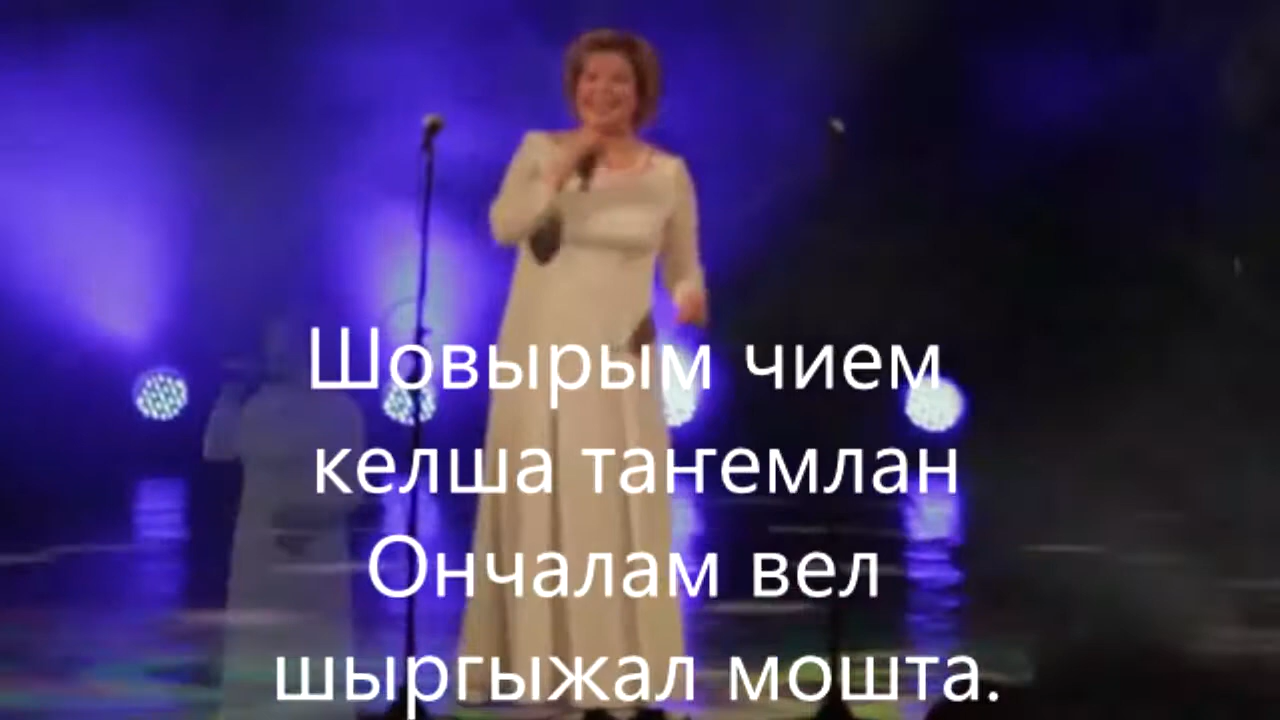 Шовырым чием
келша таҥемлан
Ончалам вел
шыргыжал мошта.